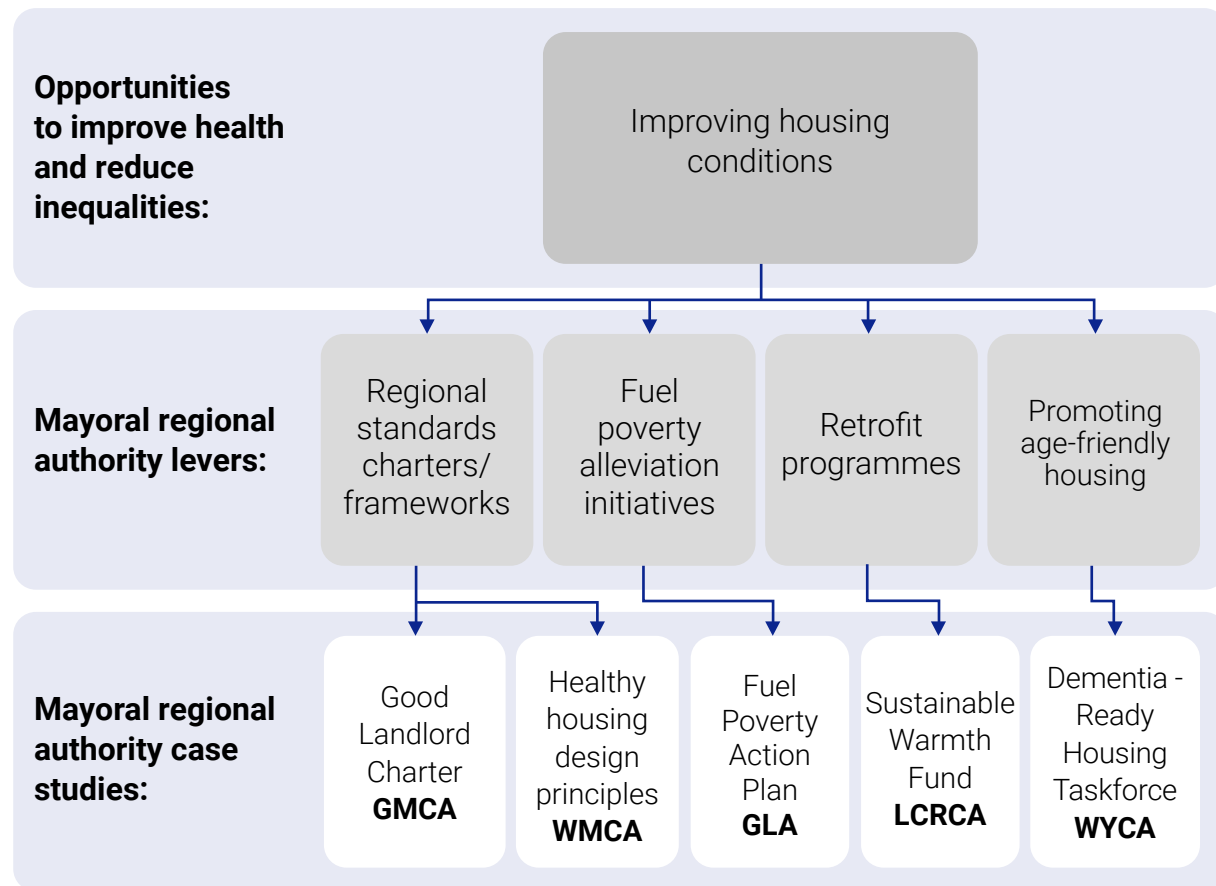 Opportunities
to improve health
and reduce
inequalities:
Improving housing
conditions
Mayoral regional
authority levers:
Regional
standards
charters/
frameworks
Fuel
poverty
alleviation
initiatives
Retrofit
programmes
Promoting
age-friendly
housing
Mayoral regional
authority case
studies:
Good
Landlord
Charter
GMCA
Healthy
housing
design
principles
WMCA
Fuel
Poverty
Action
Plan
GLA
Sustainable
Warmth
Fund
LCRCA
Dementia -
Ready
Housing
Taskforce
WYCA